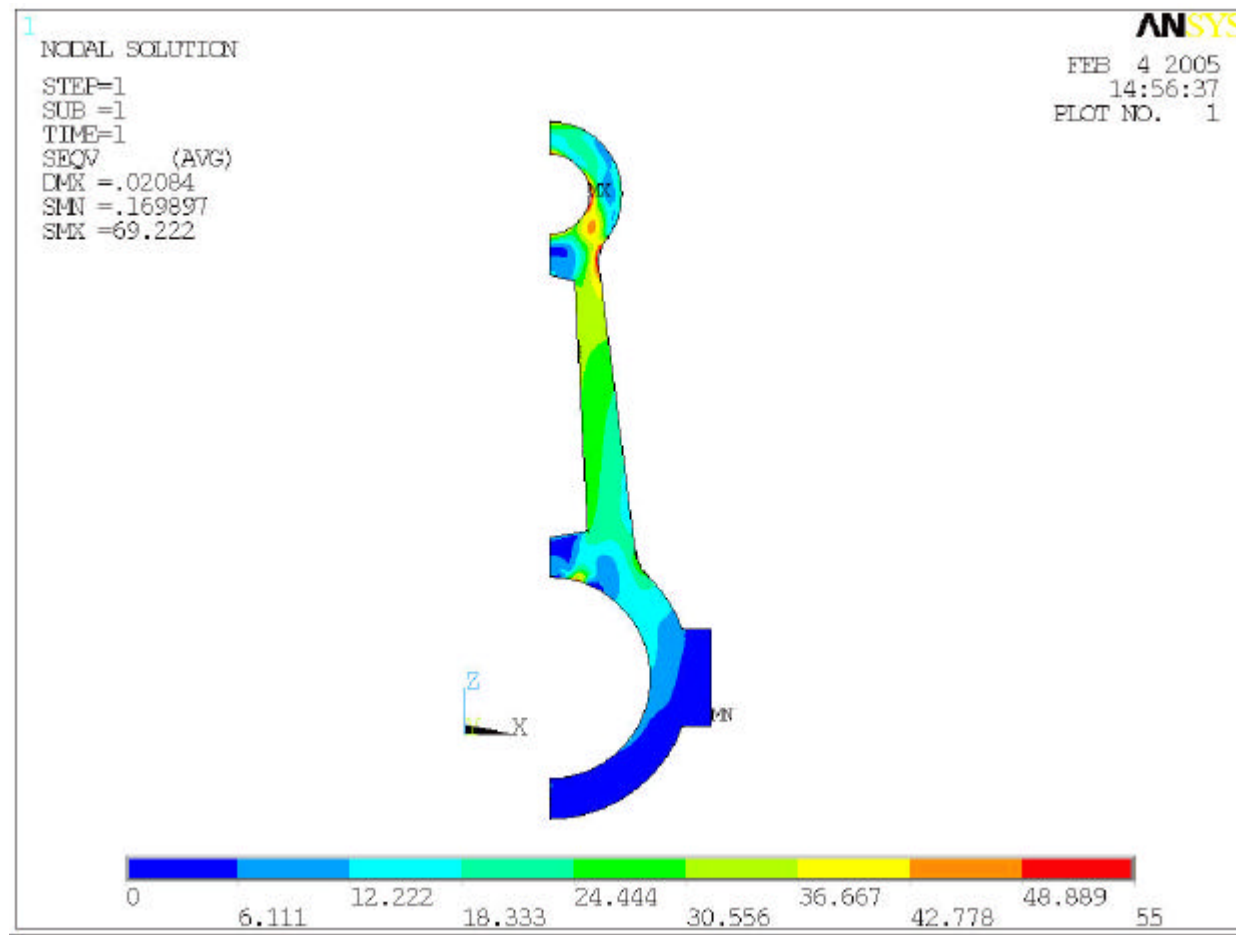 1
NODAL SOLUTION
STEP=1
SUB =1
TIME=1
SEQV (AVG)
DMX =.02084
SMN =.169897
SMX =69.222
ANSYS
FEB 4 2005
14:56:37
PLOT NO. 1
MX
MN
Z
Y
X
0 12.222 24.444 36.667 48.889
6.111 18.333 30.556 42.778 55